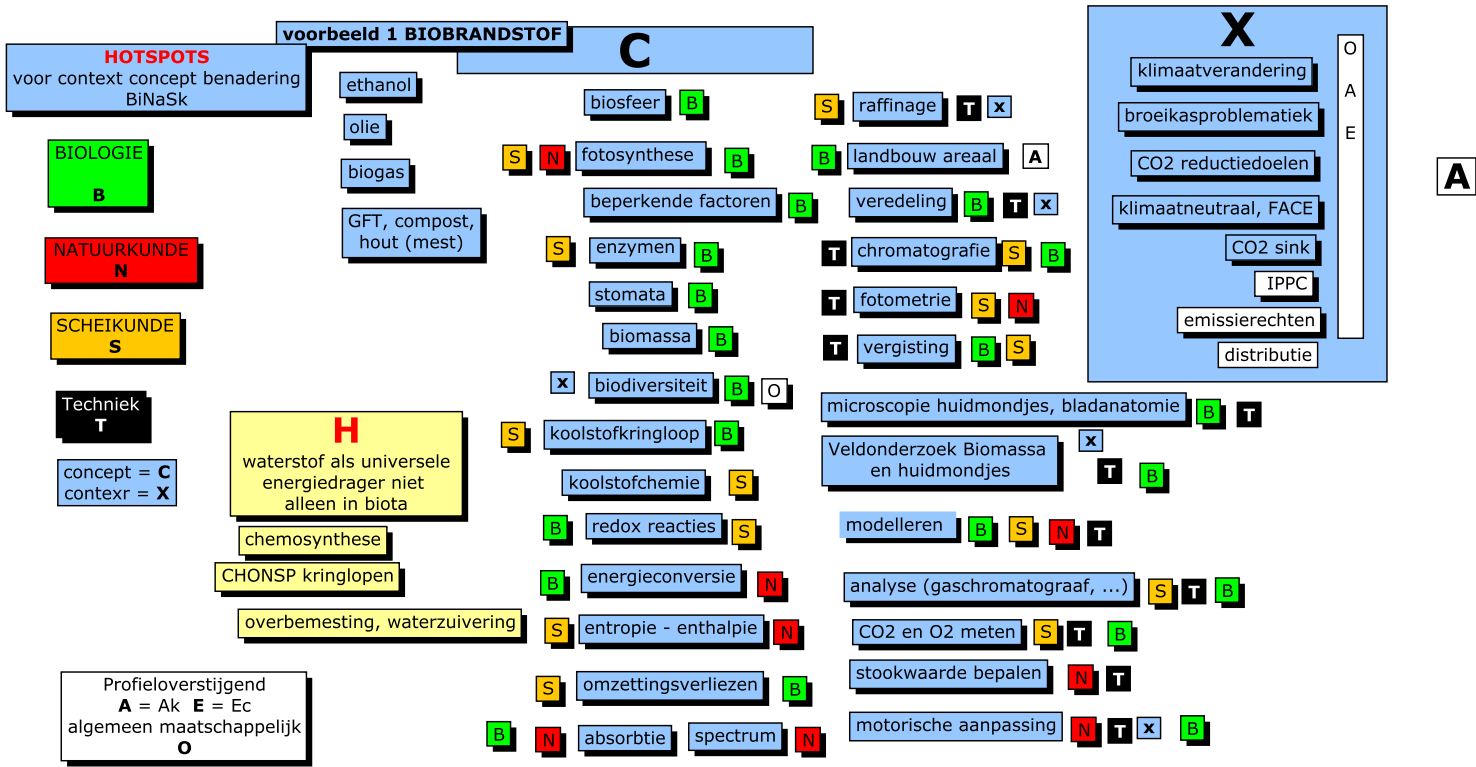 voorbeeld 1 BIOBRANDSTOF
HOTSPOTS
voor context concept benadering
BiNaSk
BIOLOGIE
B
NATUURKUNDE
N
SCHEIKUNDE
S
Techniek
T
concept = C
contexr = X
Profieloverstijgend
A = Ak E = Ec
algemeen maatschappelijk
O
ethanol
olie
biogas
GFT, compost,
hout (mest)
H
waterstof als universele
energiedrager niet
alleen in biota
chemosynthese
CHONSP kringlopen
overbemesting, waterzuivering
C
biosfeer B
S N fotosynthese B
beperkende factoren B
S enzymen B
stomata B
biomassa B
x biodiversiteit B O
S koolstofkringloop B
koolstofchemie S
B redox reacties S
B energieconversie N
S entropie - enthalpie N
S omzettingsverliezen B
B N absorbtie spectrum N
S raffinage T x
B landbouw areaal A
veredeling B T x
T chromatografie S B
T fotometrie S N
T vergisting B S
microscopie huidmondjes, bladanatomie B T
Veldonderzoek Biomassa x
en huidmondjes T B
modelleren B S N T
analyse (gaschromatograaf, ...) S T B
CO2 en O2 meten S T B
stookwaarde bepalen N T
motorische aanpassing N T x B
X
klimaatverandering
broeikasproblematiek
CO2 reductiedoelen
klimaatneutraal, FACE
CO2 sink
IPPC
emissierechten
distributie
O
A
E
A